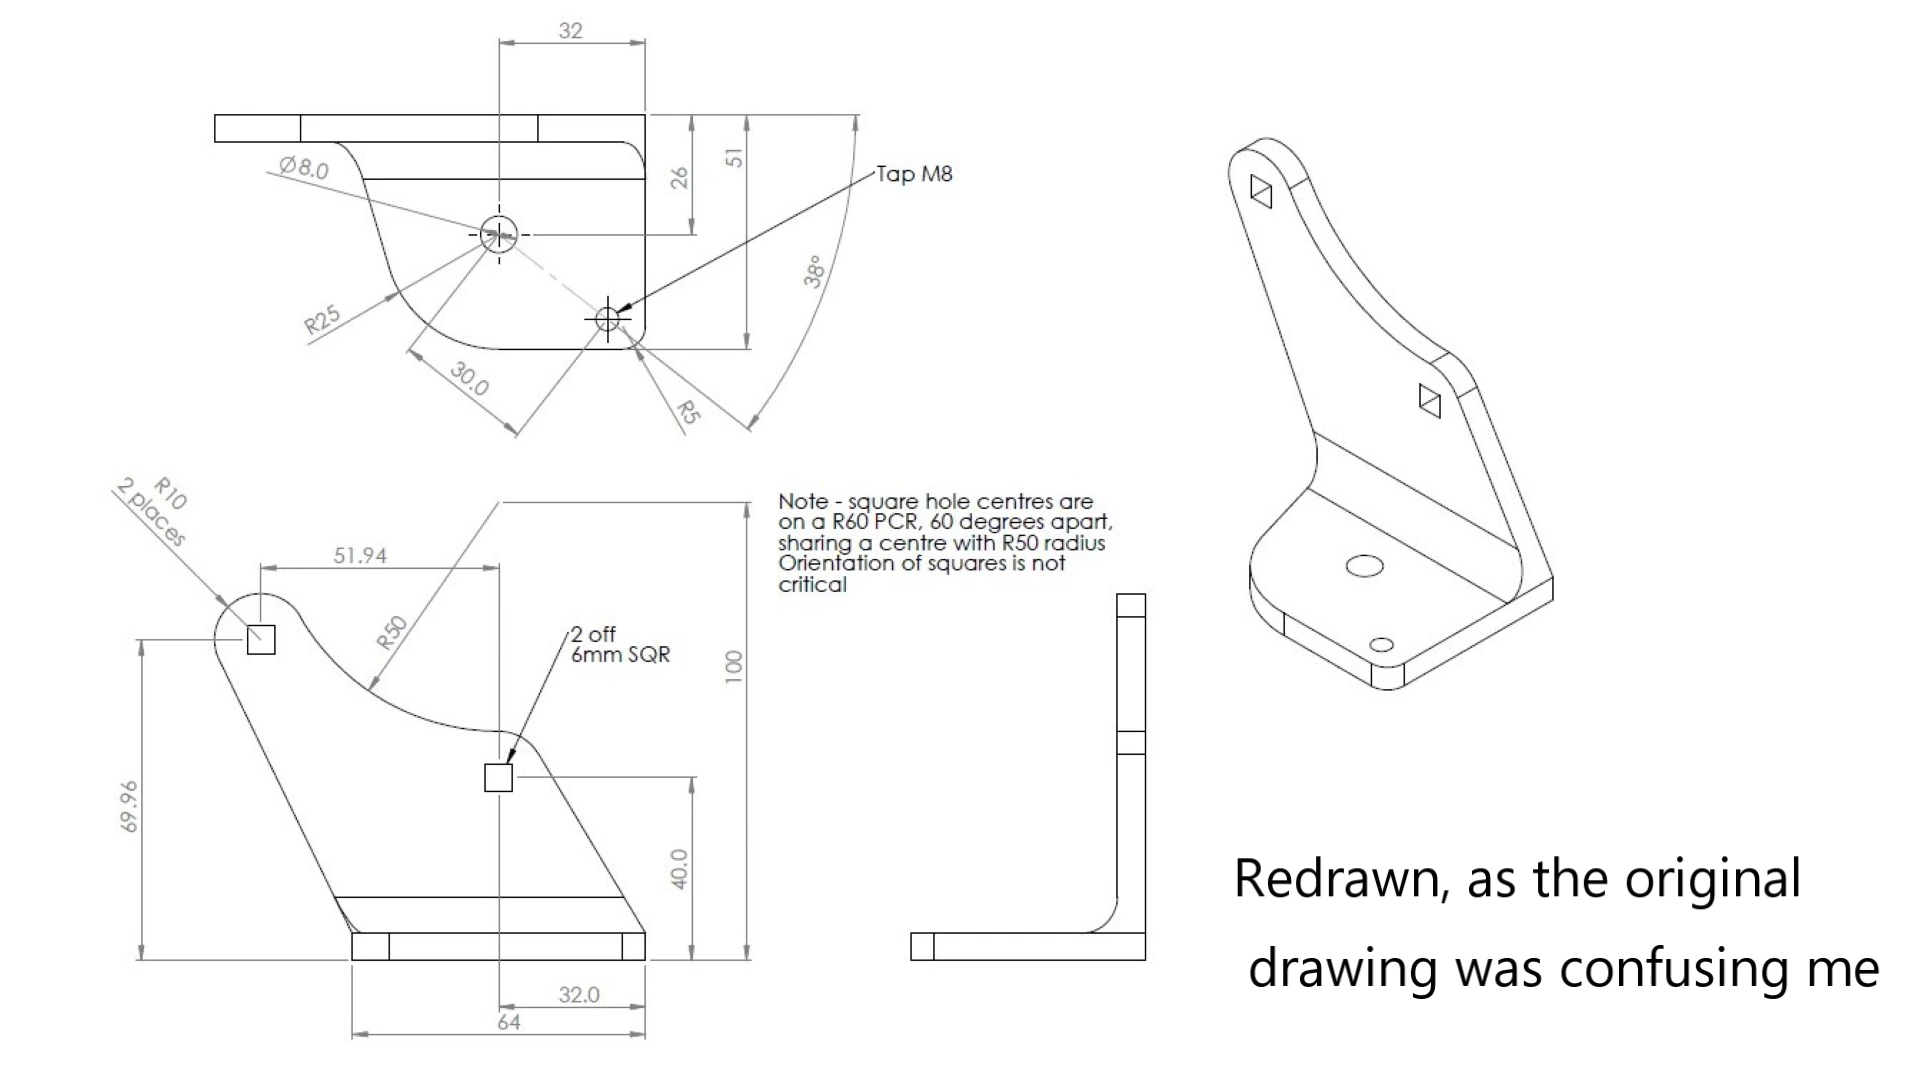 32
Ø8.0
26
51
Tap M8
38°
R25
30.0
R5
R10
2 places
51.94
R50
Note - square hole centres are
on a R60 PCR, 60 degrees apart,
sharing a centre with R50 radius
Orientation of squares is not
critical
2 off
6mm SQR
100
69.96
40.0
32.0
64
Redrawn, as the original
drawing was confusing me